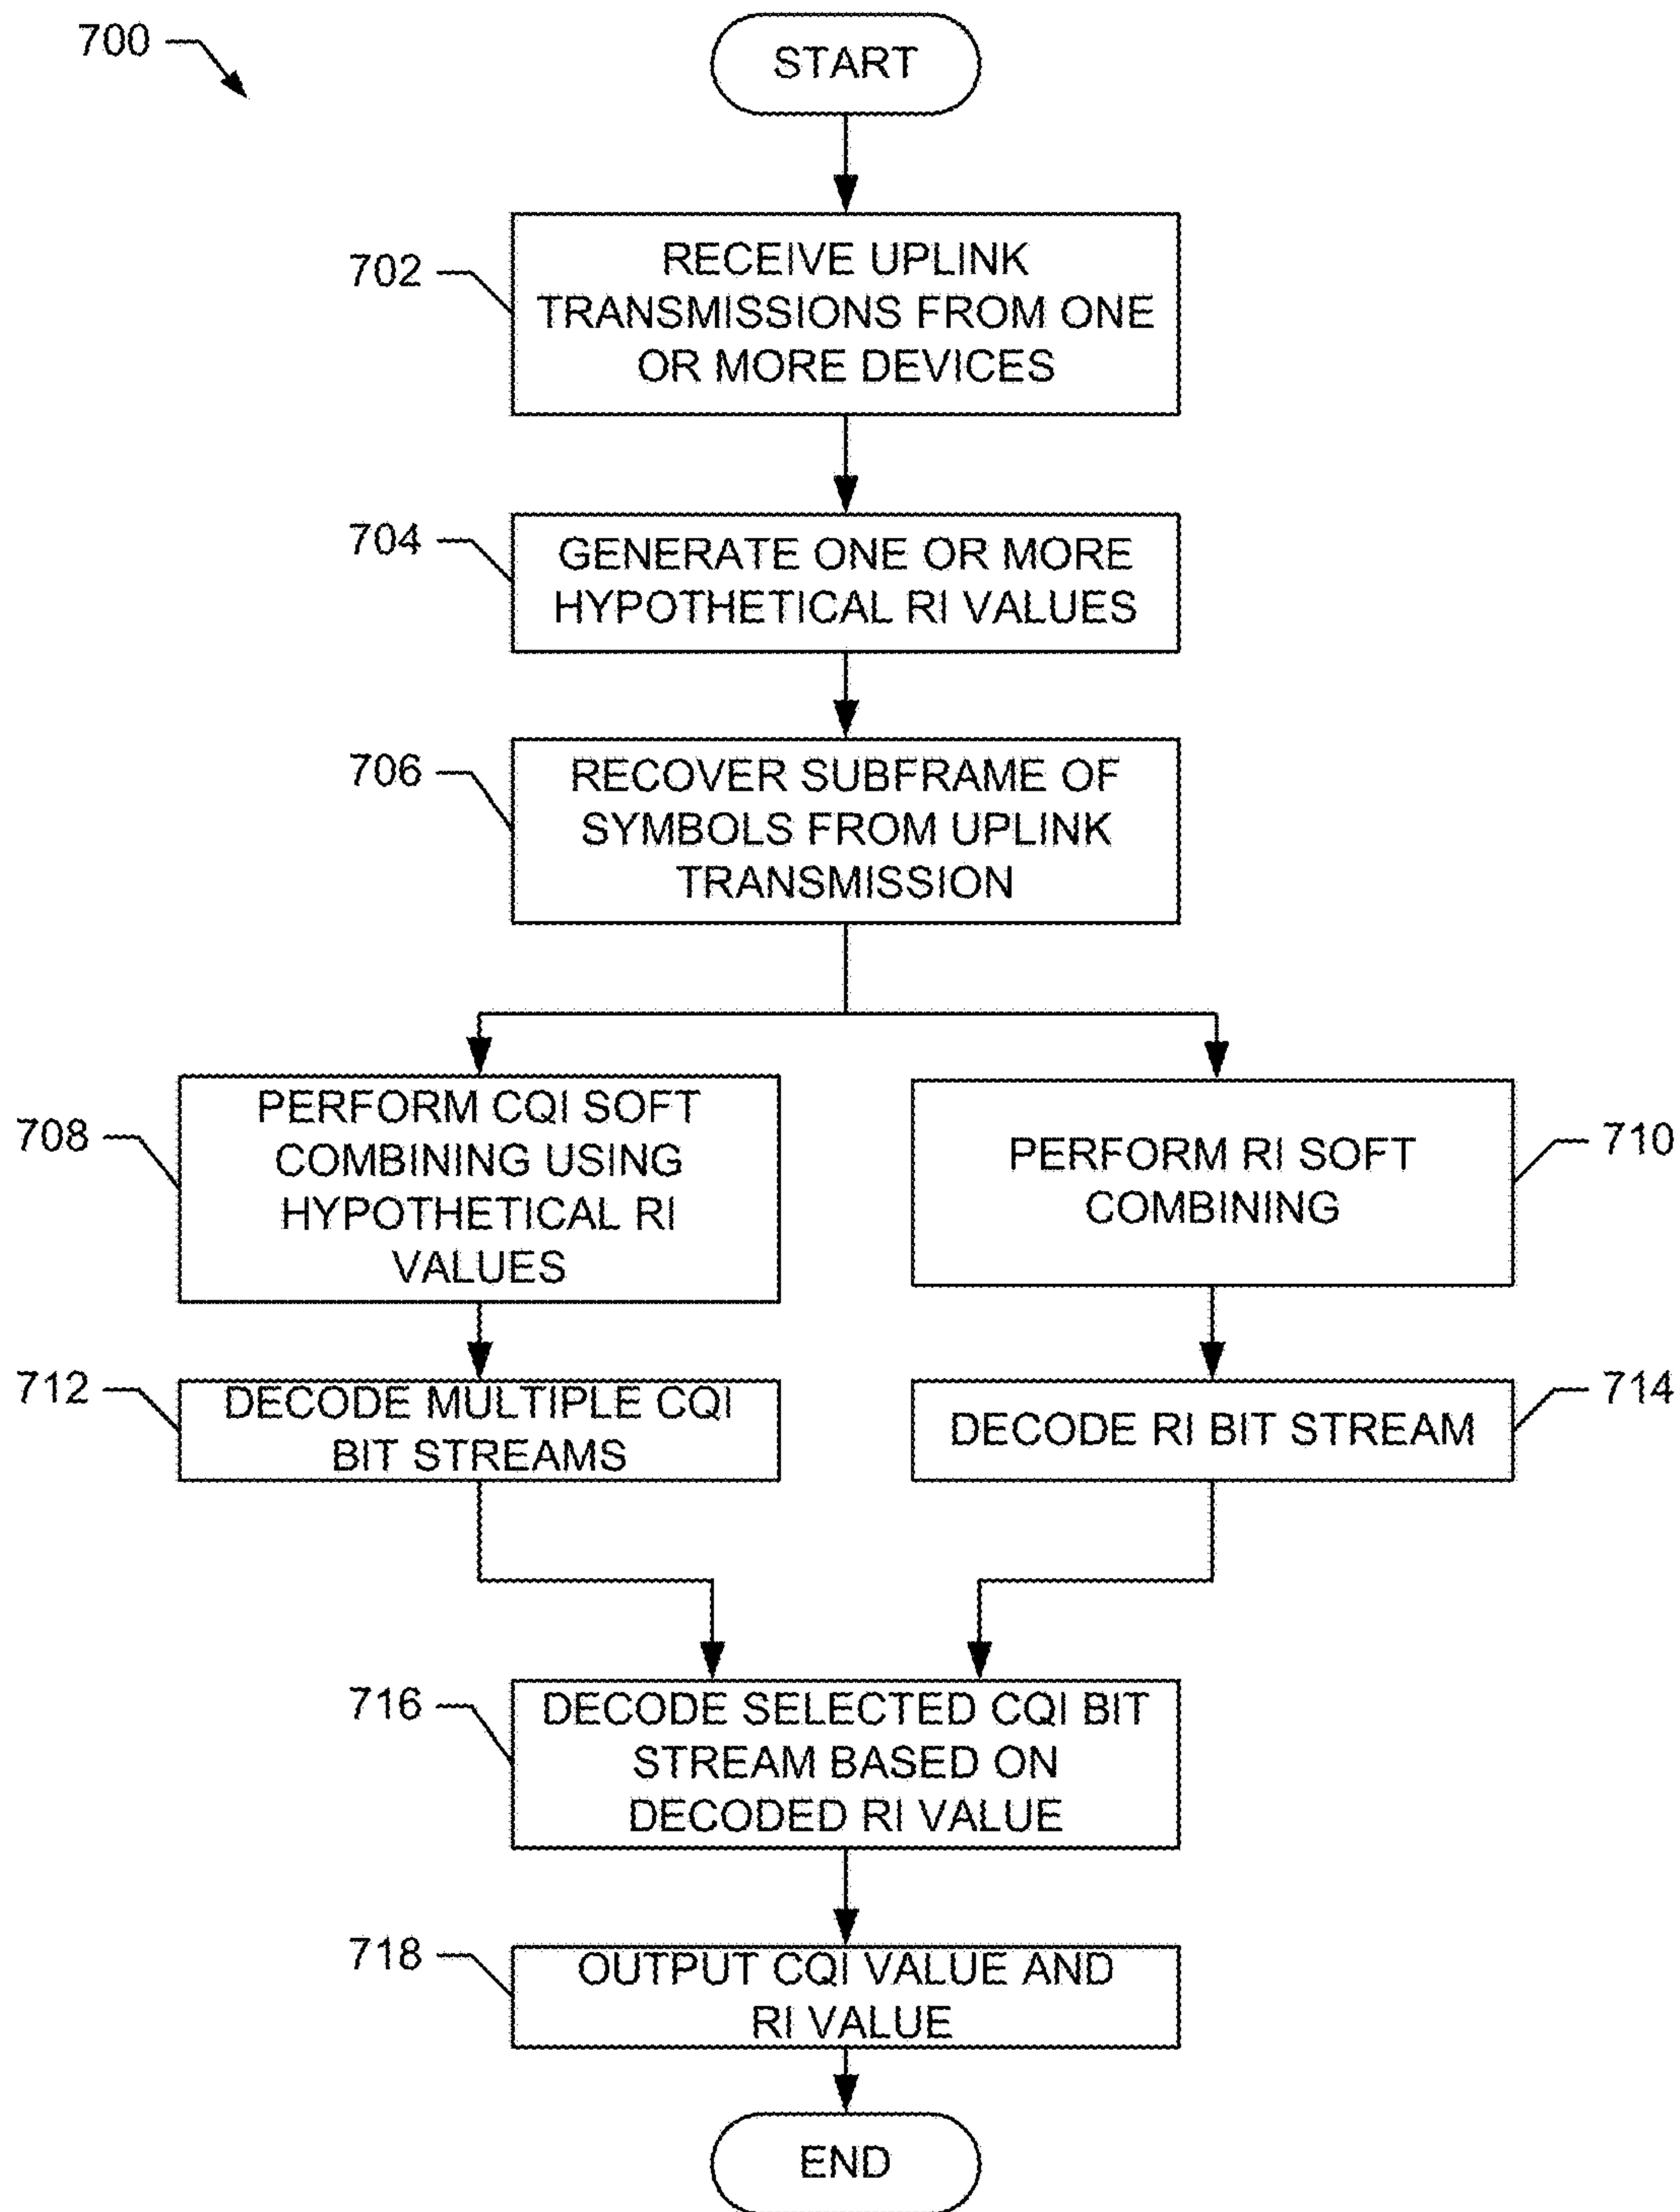 700
START
702
RECEIVE UPLINK
TRANSMISSIONS FROM ONE
OR MORE DEVICES
704
GENERATE ONE OR MORE
HYPOTHETICAL RI VALUES
706
RECOVER SUBFRAME OF
SYMBOLS FROM UPLINK
TRANSMISSION
708
PERFORM CQI SOFT
COMBINING USING
HYPOTHETICAL RI
VALUES
710
PERFORM RI SOFT
COMBINING
712
DECODE MULTIPLE CQI
BIT STREAMS
714
DECODE RI BIT STREAM
716
DECODE SELECTED CQI BIT
STREAM BASED ON
DECODED RI VALUE
718
OUTPUT CQI VALUE AND
RI VALUE
END